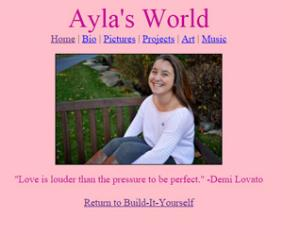 Ayla's World
Home | Bio | Pictures | Projects | Art | Music
"Love is louder than the pressure to be perfect." -Demi Lovato
Return to Build-It-Yourself